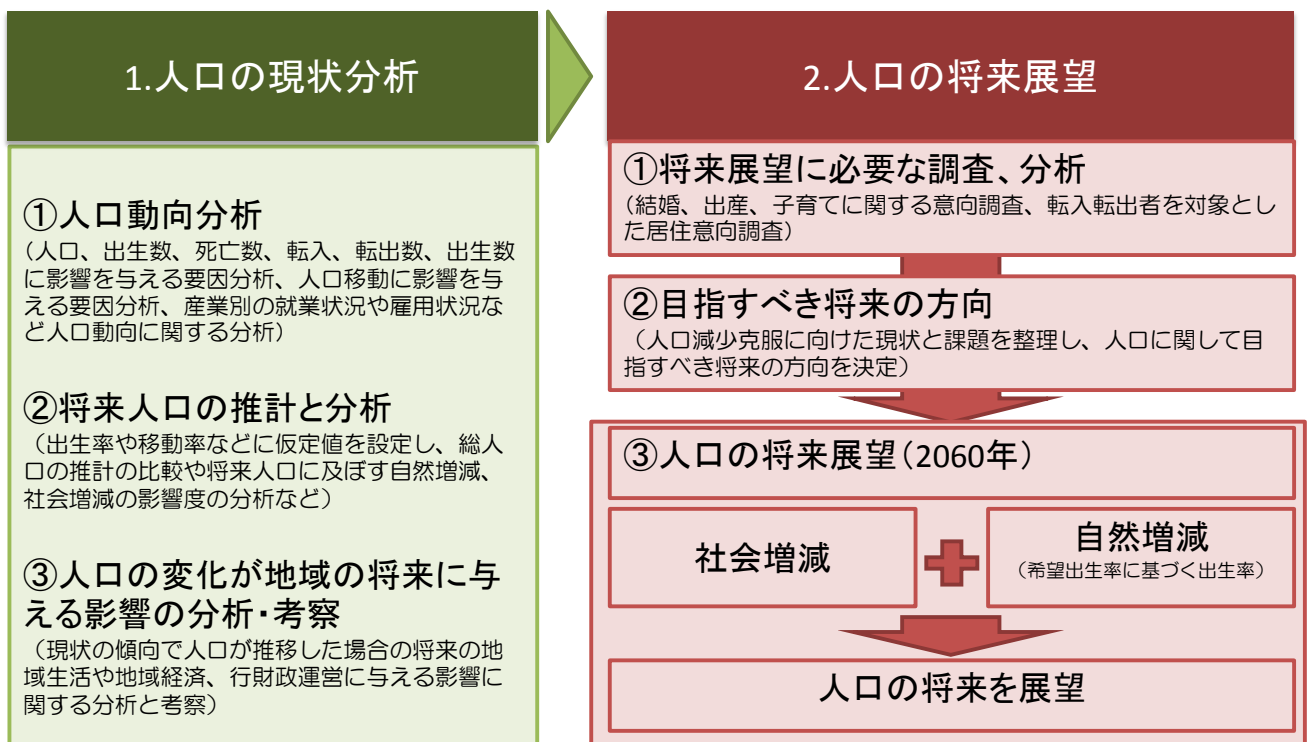 1.人口の現状分析
①人口動向分析
(人口、出生数、死亡数、転入、転出数、出生数
に影響を与える要因分析、人口移動に影響を与
える要因分析、産業別の就業状況や雇用状況な
ど人口動向に関する分析)
②将来人口の推計と分析
(出生率や移動率などに仮定値を設定し、総人
口の推計の比較や将来人口に及ぼす自然増減、
社会増減の影響度の分析など)
③人口の変化が地域の将来に与
える影響の分析・考察
(現状の傾向で人口が推移した場合の将来の地
域生活や地域経済、行財政運営に与える影響に
関する分析と考察)
2.人口の将来展望
①将来展望に必要な調査、分析
(結婚、出産、子育てに関する意向調査、転入転出者を対象とし
た居住意向調査)
②目指すべき将来の方向
(人口減少克服に向けた現状と課題を整理し、人口に関して目
指すべき将来の方向を決定)
③人口の将来展望(2060年)
社会増減
自然増減
(希望出生率に基づく出生率)
人口の将来を展望